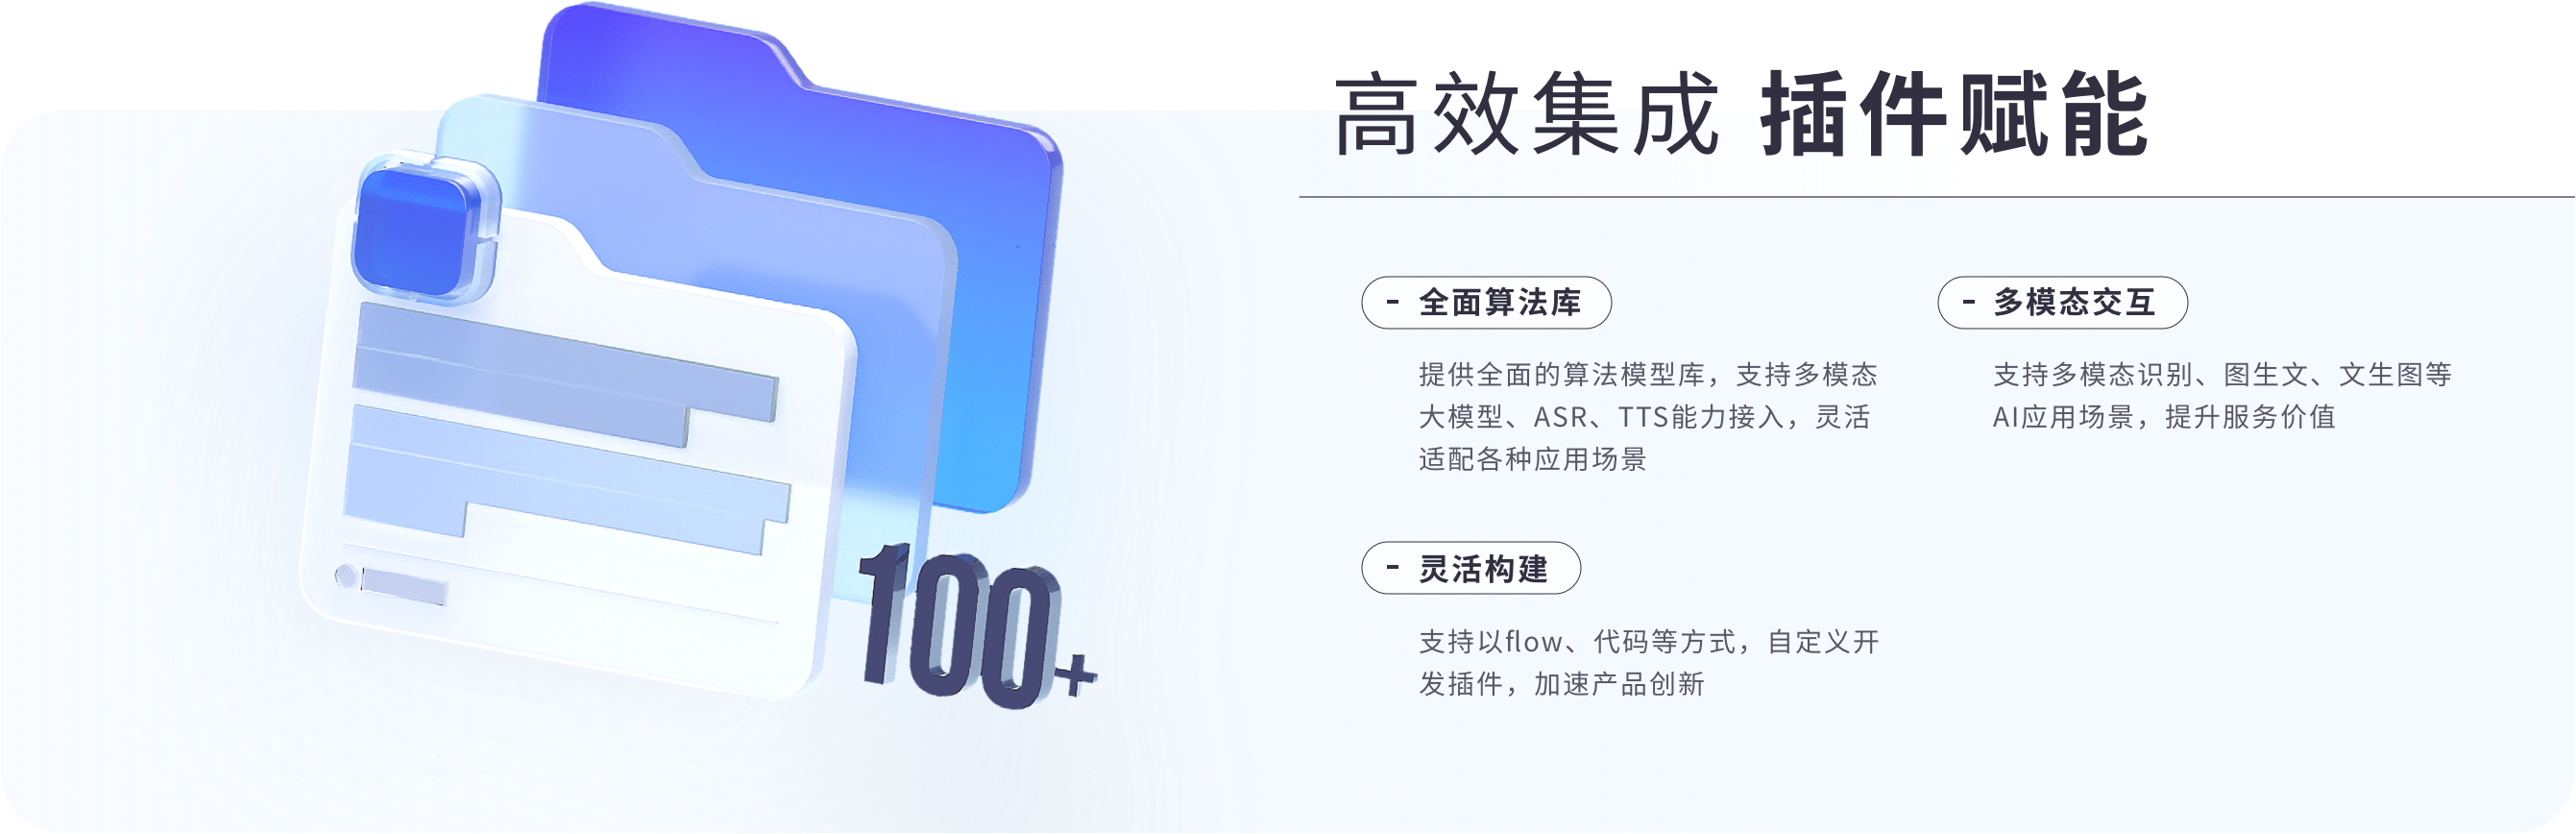 高效集成 插件赋能
- 全面算法库
提供全面的算法模型库，支持多模态
大模型、ASR、TTS能力接入，灵活
适配各种应用场景
- 多模态交互
支持多模态识别、图生文、文生图等
AI应用场景，提升服务价值
- 灵活构建
支持以flow、代码等方式，自定义开
发插件，加速产品创新
100+